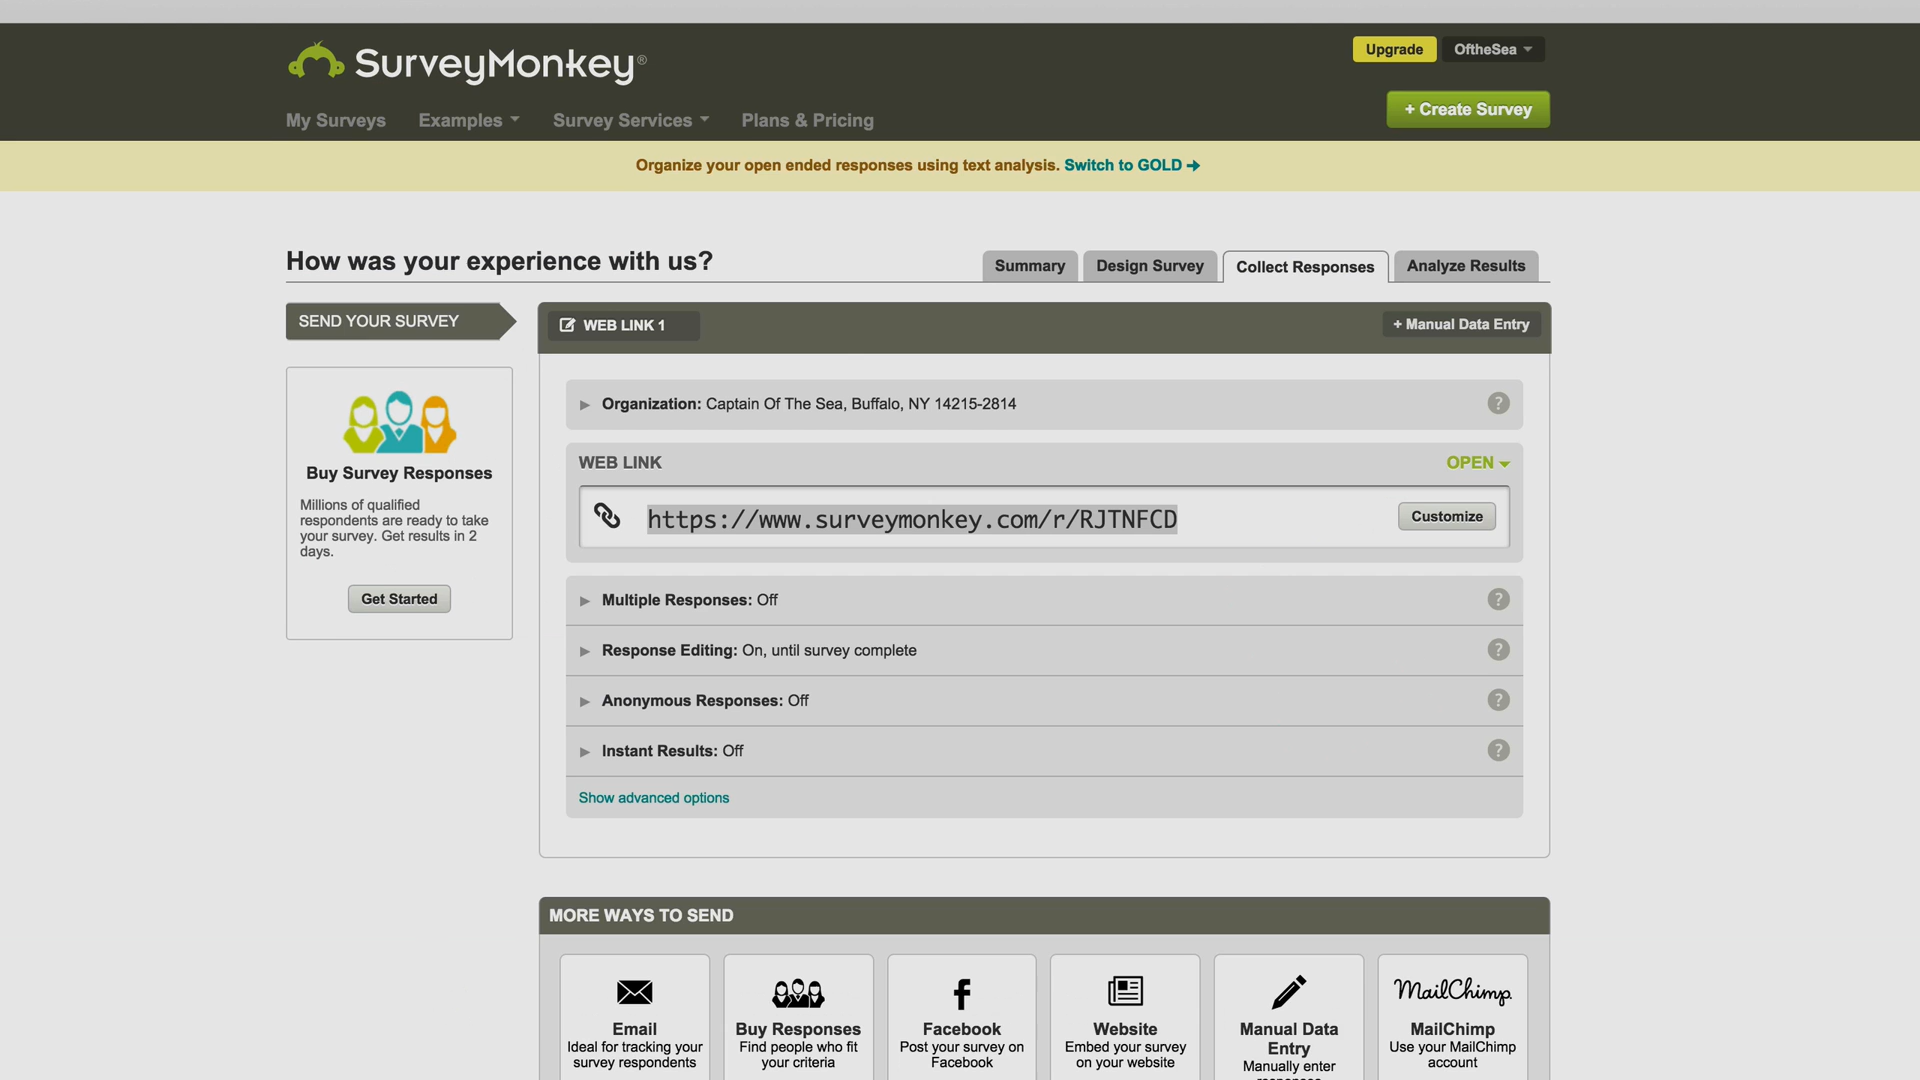 SurveyMonkey®
Upgrade
OftheSea
My Surveys
Examples
Survey Services
Plans & Pricing
+ Create Survey
Organize your open ended responses using text analysis. Switch to GOLD
How was your experience with us?
Summary
Design Survey
Collect Responses
Analyze Results
SEND YOUR SURVEY
Buy Survey Responses
Millions of qualified
respondents are ready to take
your survey. Get results in 2
days.
Get Started
WEB LINK 1
+ Manual Data Entry
Organization: Captain Of The Sea, Buffalo, NY 14215-2814
?
WEB LINK
OPEN
https://www.surveymonkey.com/r/RJTNFCD
Customize
Multiple Responses: Off
?
Response Editing: On, until survey complete
?
Anonymous Responses: Off
?
Instant Results: Off
?
Show advanced options
MORE WAYS TO SEND
Email
Ideal for tracking your
survey respondents
Buy Responses
Find people who fit
your criteria
Facebook
Post your survey on
Facebook
Website
Embed your survey
on your website
Manual Data
Entry
Manually enter
MailChimp
MailChimp
Use your MailChimp
account